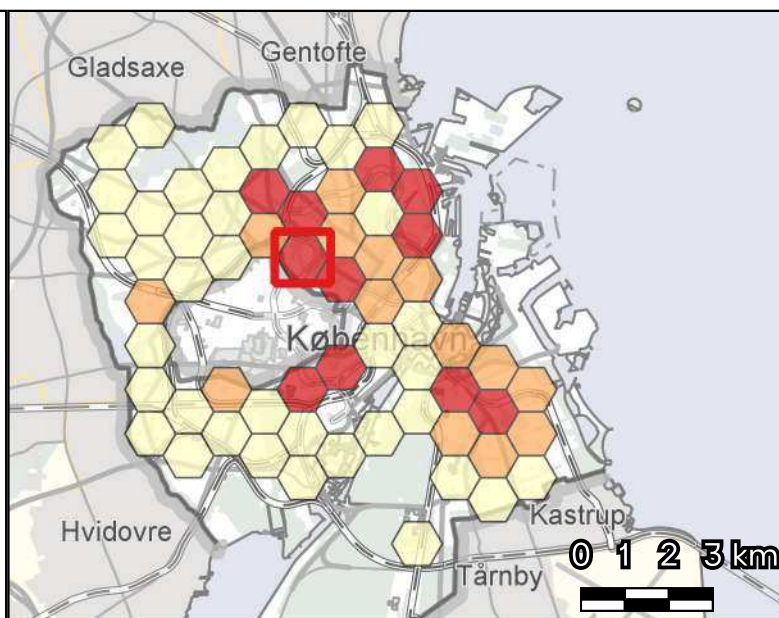 Gentofte
Gladsaxe
København
Hvidovre
Kastrup
0 1 2 3 km
Tårnby